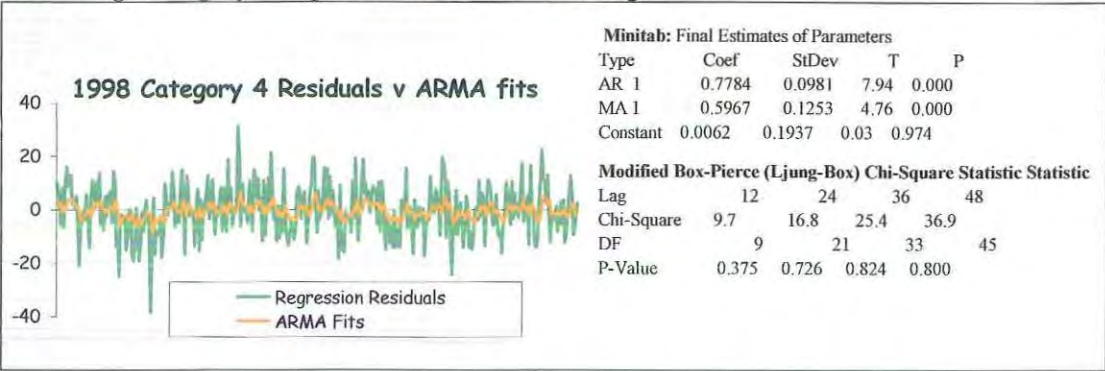 1998 Category 4 Residuals v ARMA fits
40
20
0
-20
-40
Regression Residuals
ARMA Fits
Minitab: Final Estimates of Parameters
Type Coef StDev T P
AR 1 0.7784 0.0981 7.94 0.000
MA 1 0.5967 0.1253 4.76 0.000
Constant 0.0062 0.1937 0.03 0.974
Modified Box-Pierce (Ljung-Box) Chi-Square Statistic Statistic
Lag 12 24 36 48
Chi-Square 9.7 16.8 25.4 36.9
DF 9 21 33 45
P-Value 0.375 0.726 0.824 0.800